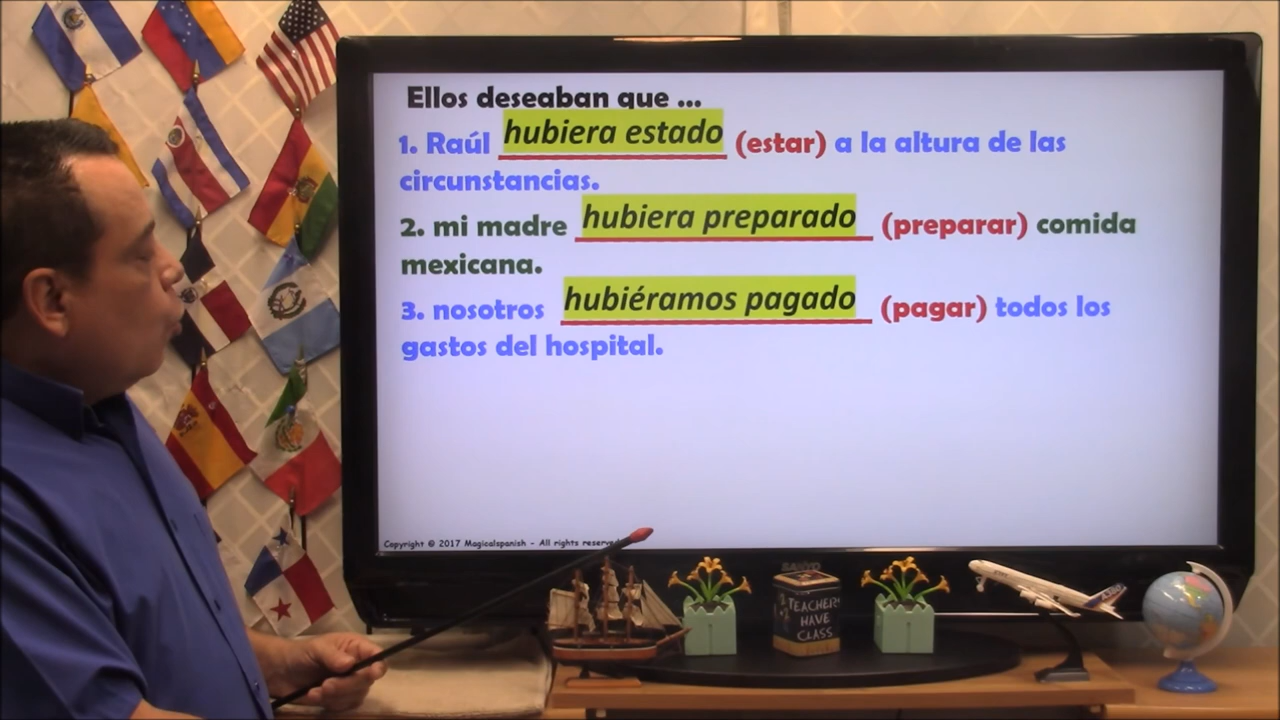 Ellos deseaban que ...
1. Raúl hubiera estado (estar) a la altura de las
circunstancias.
2. mi madre hubiera preparado (preparar) comida
mexicana.
3. nosotros hubiéramos pagado (pagar) todos los
gastos del hospital.
Copyright © 2017 Magicalspanish - All rights reserved
SANYO
TEACHERS
HAVE
CLASS
A380